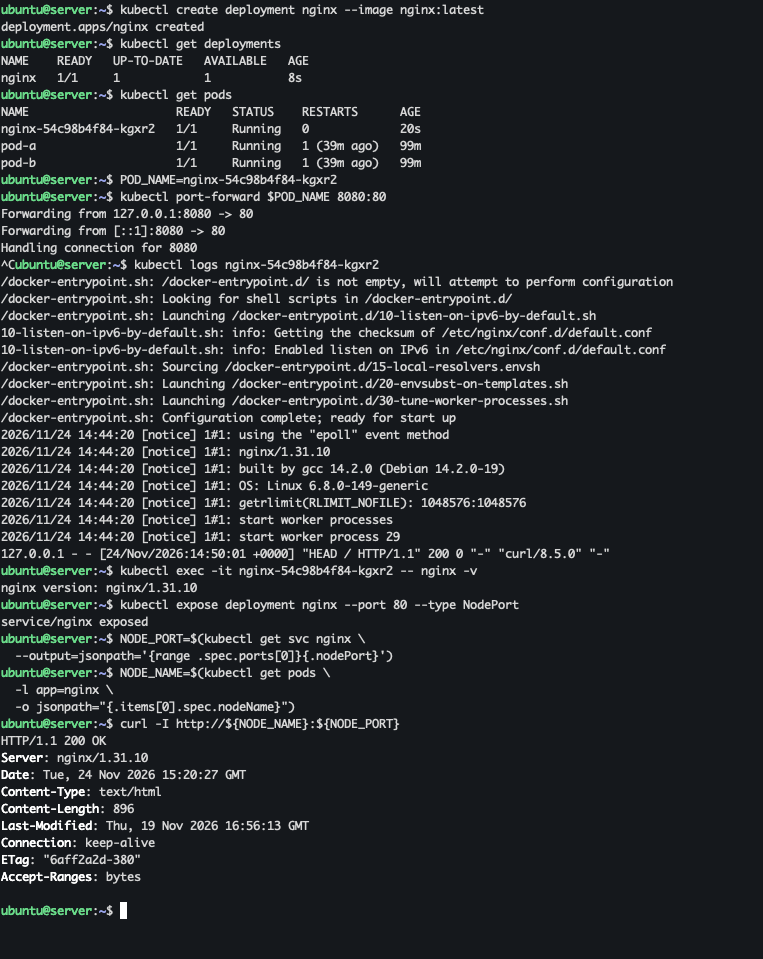 ubuntu@server:~$ kubectl create deployment nginx --image nginx:latest
deployment.apps/nginx created
ubuntu@server:~$ kubectl get deployments
NAME    READY   UP-TO-DATE   AVAILABLE   AGE
nginx   1/1     1            1           8s
ubuntu@server:~$ kubectl get pods
NAME                     READY   STATUS    RESTARTS      AGE
nginx-54c98b4f84-kgxr2   1/1     Running   0             20s
pod-a                    1/1     Running   1 (39m ago)   99m
pod-b                    1/1     Running   1 (39m ago)   99m
ubuntu@server:~$ POD_NAME=nginx-54c98b4f84-kgxr2
ubuntu@server:~$ kubectl port-forward $POD_NAME 8080:80
Forwarding from 127.0.0.1:8080 -> 80
Forwarding from [::1]:8080 -> 80
Handling connection for 8080
^Cubuntu@server:~$ kubectl logs nginx-54c98b4f84-kgxr2
/docker-entrypoint.sh: /docker-entrypoint.d/ is not empty, will attempt to perform configuration
/docker-entrypoint.sh: Looking for shell scripts in /docker-entrypoint.d/
/docker-entrypoint.sh: Launching /docker-entrypoint.d/10-listen-on-ipv6-by-default.sh
10-listen-on-ipv6-by-default.sh: info: Getting the checksum of /etc/nginx/conf.d/default.conf
10-listen-on-ipv6-by-default.sh: info: Enabled listen on IPv6 in /etc/nginx/conf.d/default.conf
/docker-entrypoint.sh: Sourcing /docker-entrypoint.d/15-local-resolvers.envsh
/docker-entrypoint.sh: Launching /docker-entrypoint.d/20-envsubst-on-templates.sh
/docker-entrypoint.sh: Launching /docker-entrypoint.d/30-tune-worker-processes.sh
/docker-entrypoint.sh: Configuration complete; ready for start up
2026/11/24 14:44:20 [notice] 1#1: using the "epoll" event method
2026/11/24 14:44:20 [notice] 1#1: nginx/1.31.10
2026/11/24 14:44:20 [notice] 1#1: built by gcc 14.2.0 (Debian 14.2.0-19)
2026/11/24 14:44:20 [notice] 1#1: OS: Linux 6.8.0-149-generic
2026/11/24 14:44:20 [notice] 1#1: getrlimit(RLIMIT_NOFILE): 1048576:1048576
2026/11/24 14:44:20 [notice] 1#1: start worker processes
2026/11/24 14:44:20 [notice] 1#1: start worker process 29
127.0.0.1 - - [24/Nov/2026:14:50:01 +0000] "HEAD / HTTP/1.1" 200 0 "-" "curl/8.5.0" "-"
ubuntu@server:~$ kubectl exec -it nginx-54c98b4f84-kgxr2 -- nginx -v
nginx version: nginx/1.31.10
ubuntu@server:~$ kubectl expose deployment nginx --port 80 --type NodePort
service/nginx exposed
ubuntu@server:~$ NODE_PORT=$(kubectl get svc nginx \
  --output=jsonpath='{range .spec.ports[0]}{.nodePort}')
ubuntu@server:~$ NODE_NAME=$(kubectl get pods \
  -l app=nginx \
  -o jsonpath="{.items[0].spec.nodeName}")
ubuntu@server:~$ curl -I http://${NODE_NAME}:${NODE_PORT}
HTTP/1.1 200 OK
Server: nginx/1.31.10
Date: Tue, 24 Nov 2026 15:20:27 GMT
Content-Type: text/html
Content-Length: 896
Last-Modified: Thu, 19 Nov 2026 16:56:13 GMT
Connection: keep-alive
ETag: "6aff2a2d-380"
Accept-Ranges: bytes
ubuntu@server:~$